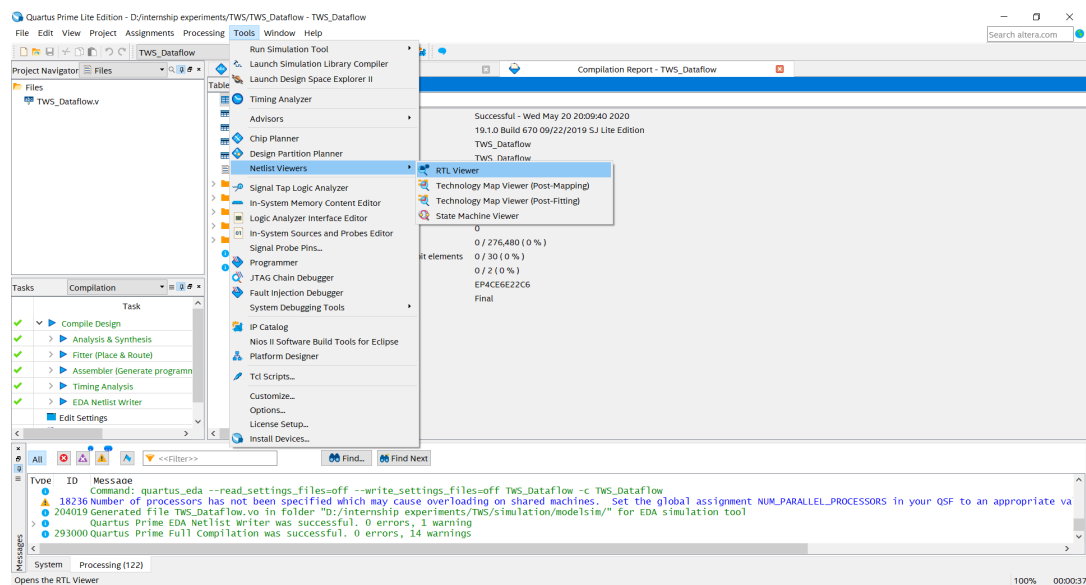 Quartus Prime Lite Edition - D:/internship experiments/TWS/TWS_Dataflow - TWS_Dataflow
File Edit View Project Assignments Processing Tools Window Help
Search altera.com
TWS_Dataflow
Project Navigator Files
Files
TWS_Dataflow.v
Run Simulation Tool
Launch Simulation Library Compiler
Launch Design Space Explorer II
Timing Analyzer
Advisors
Chip Planner
Design Partition Planner
Netlist Viewers
Signal Tap Logic Analyzer
In-System Memory Content Editor
Logic Analyzer Interface Editor
In-System Sources and Probes Editor
Signal Probe Pins...
Programmer
JTAG Chain Debugger
Fault Injection Debugger
System Debugging Tools
IP Catalog
Nios II Software Build Tools for Eclipse
Platform Designer
Tcl Scripts...
Customize...
Options...
License Setup...
Install Devices...
RTL Viewer
Technology Map Viewer (Post-Mapping)
Technology Map Viewer (Post-Fitting)
State Machine Viewer
Compilation Report - TWS_Dataflow
Table
Successful - Wed May 20 20:09:40 2020
19.1.0 Build 670 09/22/2019 SJ Lite Edition
TWS_Dataflow
TWS_Dataflow
0
0 / 276,480 ( 0 % )
it elements 0 / 30 ( 0 % )
0 / 2 ( 0 % )
EP4CE6E22C6
Final
Tasks Compilation
Task
Compile Design
Analysis & Synthesis
Fitter (Place & Route)
Assembler (Generate programn
Timing Analysis
EDA Netlist Writer
Edit Settings
All <<Filter>> Find... Find Next
Type ID Message
Command: quartus_eda --read_settings_files=off --write_settings_files=off TWS_Dataflow -c TWS_Dataflow
18236 Number of processors has not been specified which may cause overloading on shared machines. Set the global assignment NUM_PARALLEL_PROCESSORS in your QSF to an appropriate va
204019 Generated file TWS_Dataflow.vo in folder "D:/internship experiments/TWS/simulation/modelsim/" for EDA simulation tool
Quartus Prime EDA Netlist Writer was successful. 0 errors, 1 warning
293000 Quartus Prime Full Compilation was successful. 0 errors, 14 warnings
Messages
System Processing (122)
Opens the RTL Viewer
100% 00:00:37